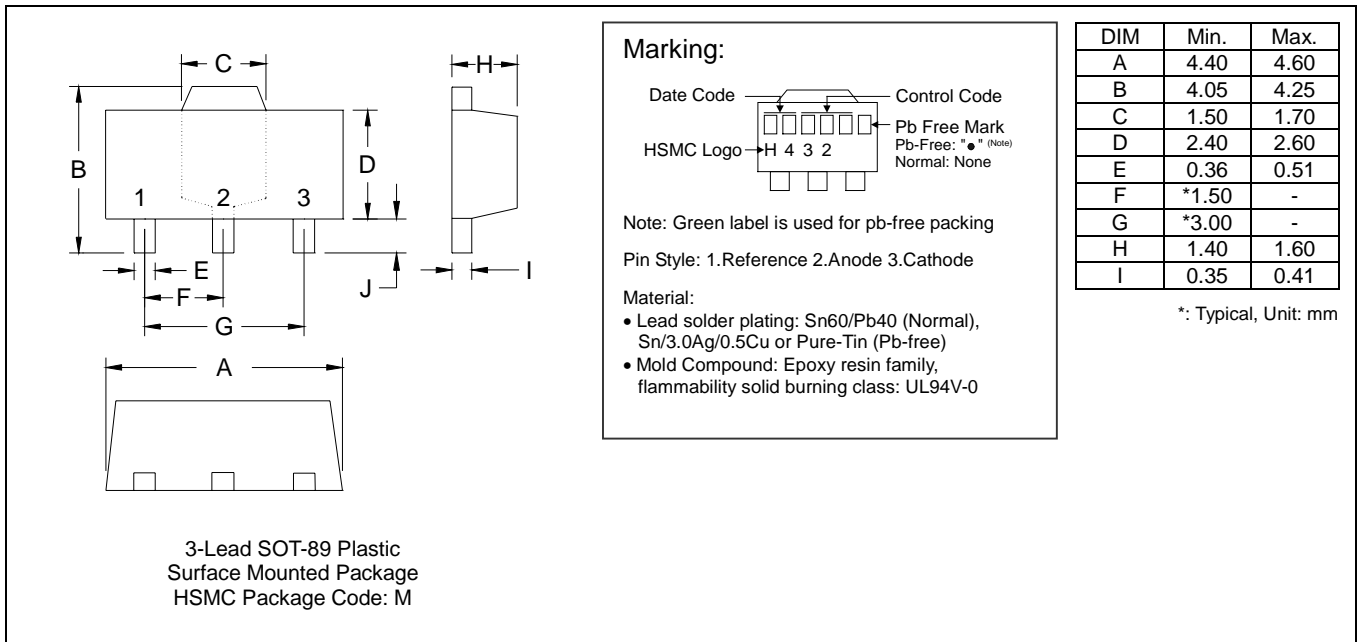 C
H
B
D
1 2 3
E
F
J
I
G
A
3-Lead SOT-89 Plastic
Surface Mounted Package
HSMC Package Code: M
Marking:
Date Code
Control Code
Pb Free Mark
Pb-Free: "●" (Note)
Normal: None
HSMC Logo
H 4 3 2
Note: Green label is used for pb-free packing
Pin Style: 1.Reference 2.Anode 3.Cathode
Material:
• Lead solder plating: Sn60/Pb40 (Normal),
Sn/3.0Ag/0.5Cu or Pure-Tin (Pb-free)
• Mold Compound: Epoxy resin family,
flammability solid burning class: UL94V-0
DIM Min. Max.
A 4.40 4.60
B 4.05 4.25
C 1.50 1.70
D 2.40 2.60
E 0.36 0.51
F *1.50 -
G *3.00 -
H 1.40 1.60
I 0.35 0.41
*: Typical, Unit: mm